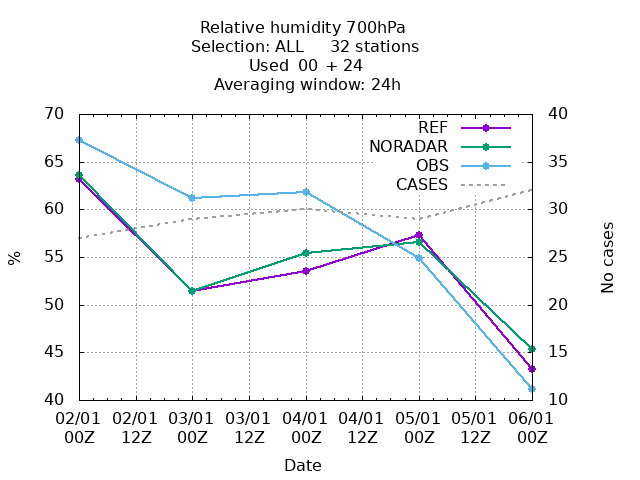 Relative humidity 700hPa
Selection: ALL 32 stations
Used 00 + 24
Averaging window: 24h
70 40
REF
NORADAR
65 35
OBS
CASES
60 30
55 25
%
No cases
50 20
45 15
40 10
02/01 02/01 03/01 03/01 04/01 04/01 05/01 05/01 06/01
00Z 12Z 00Z 12Z 00Z 12Z 00Z 12Z 00Z
Date